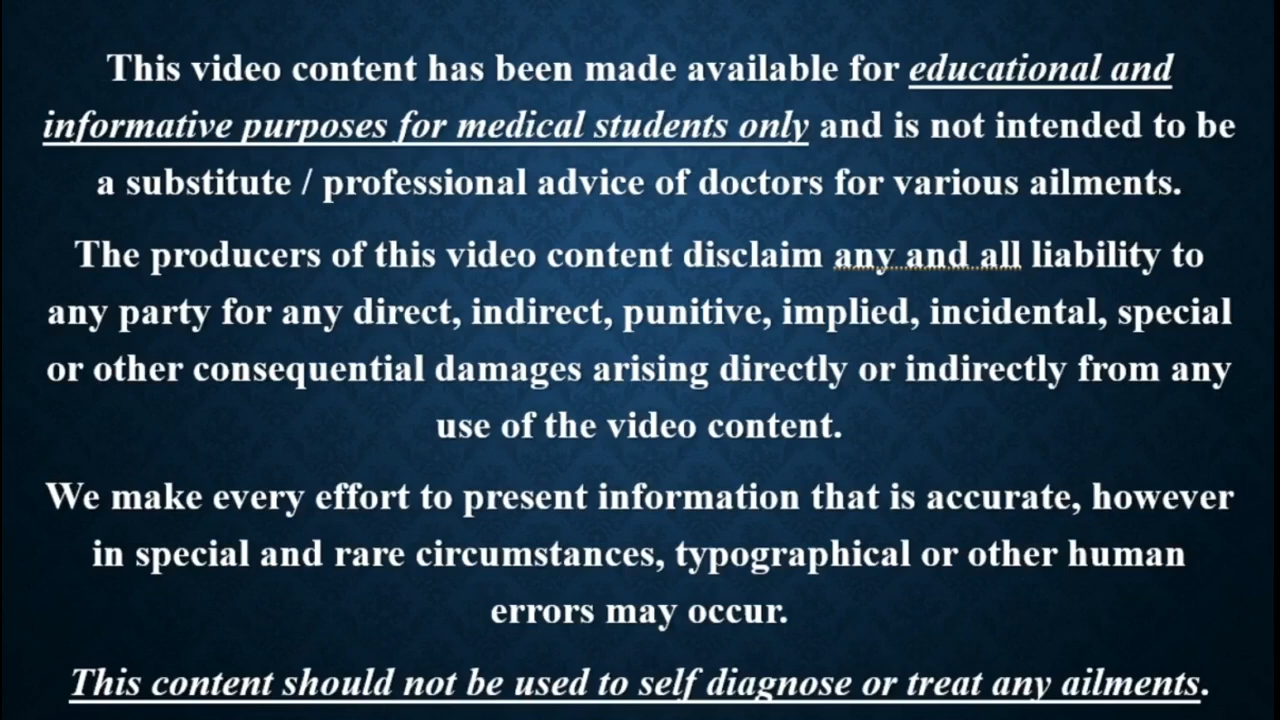 This video content has been made available for educational and
informative purposes for medical students only and is not intended to be
a substitute / professional advice of doctors for various ailments.
The producers of this video content disclaim any and all liability to
any party for any direct, indirect, punitive, implied, incidental, special
or other consequential damages arising directly or indirectly from any
use of the video content.
We make every effort to present information that is accurate, however
in special and rare circumstances, typographical or other human
errors may occur.
This content should not be used to self diagnose or treat any ailments.